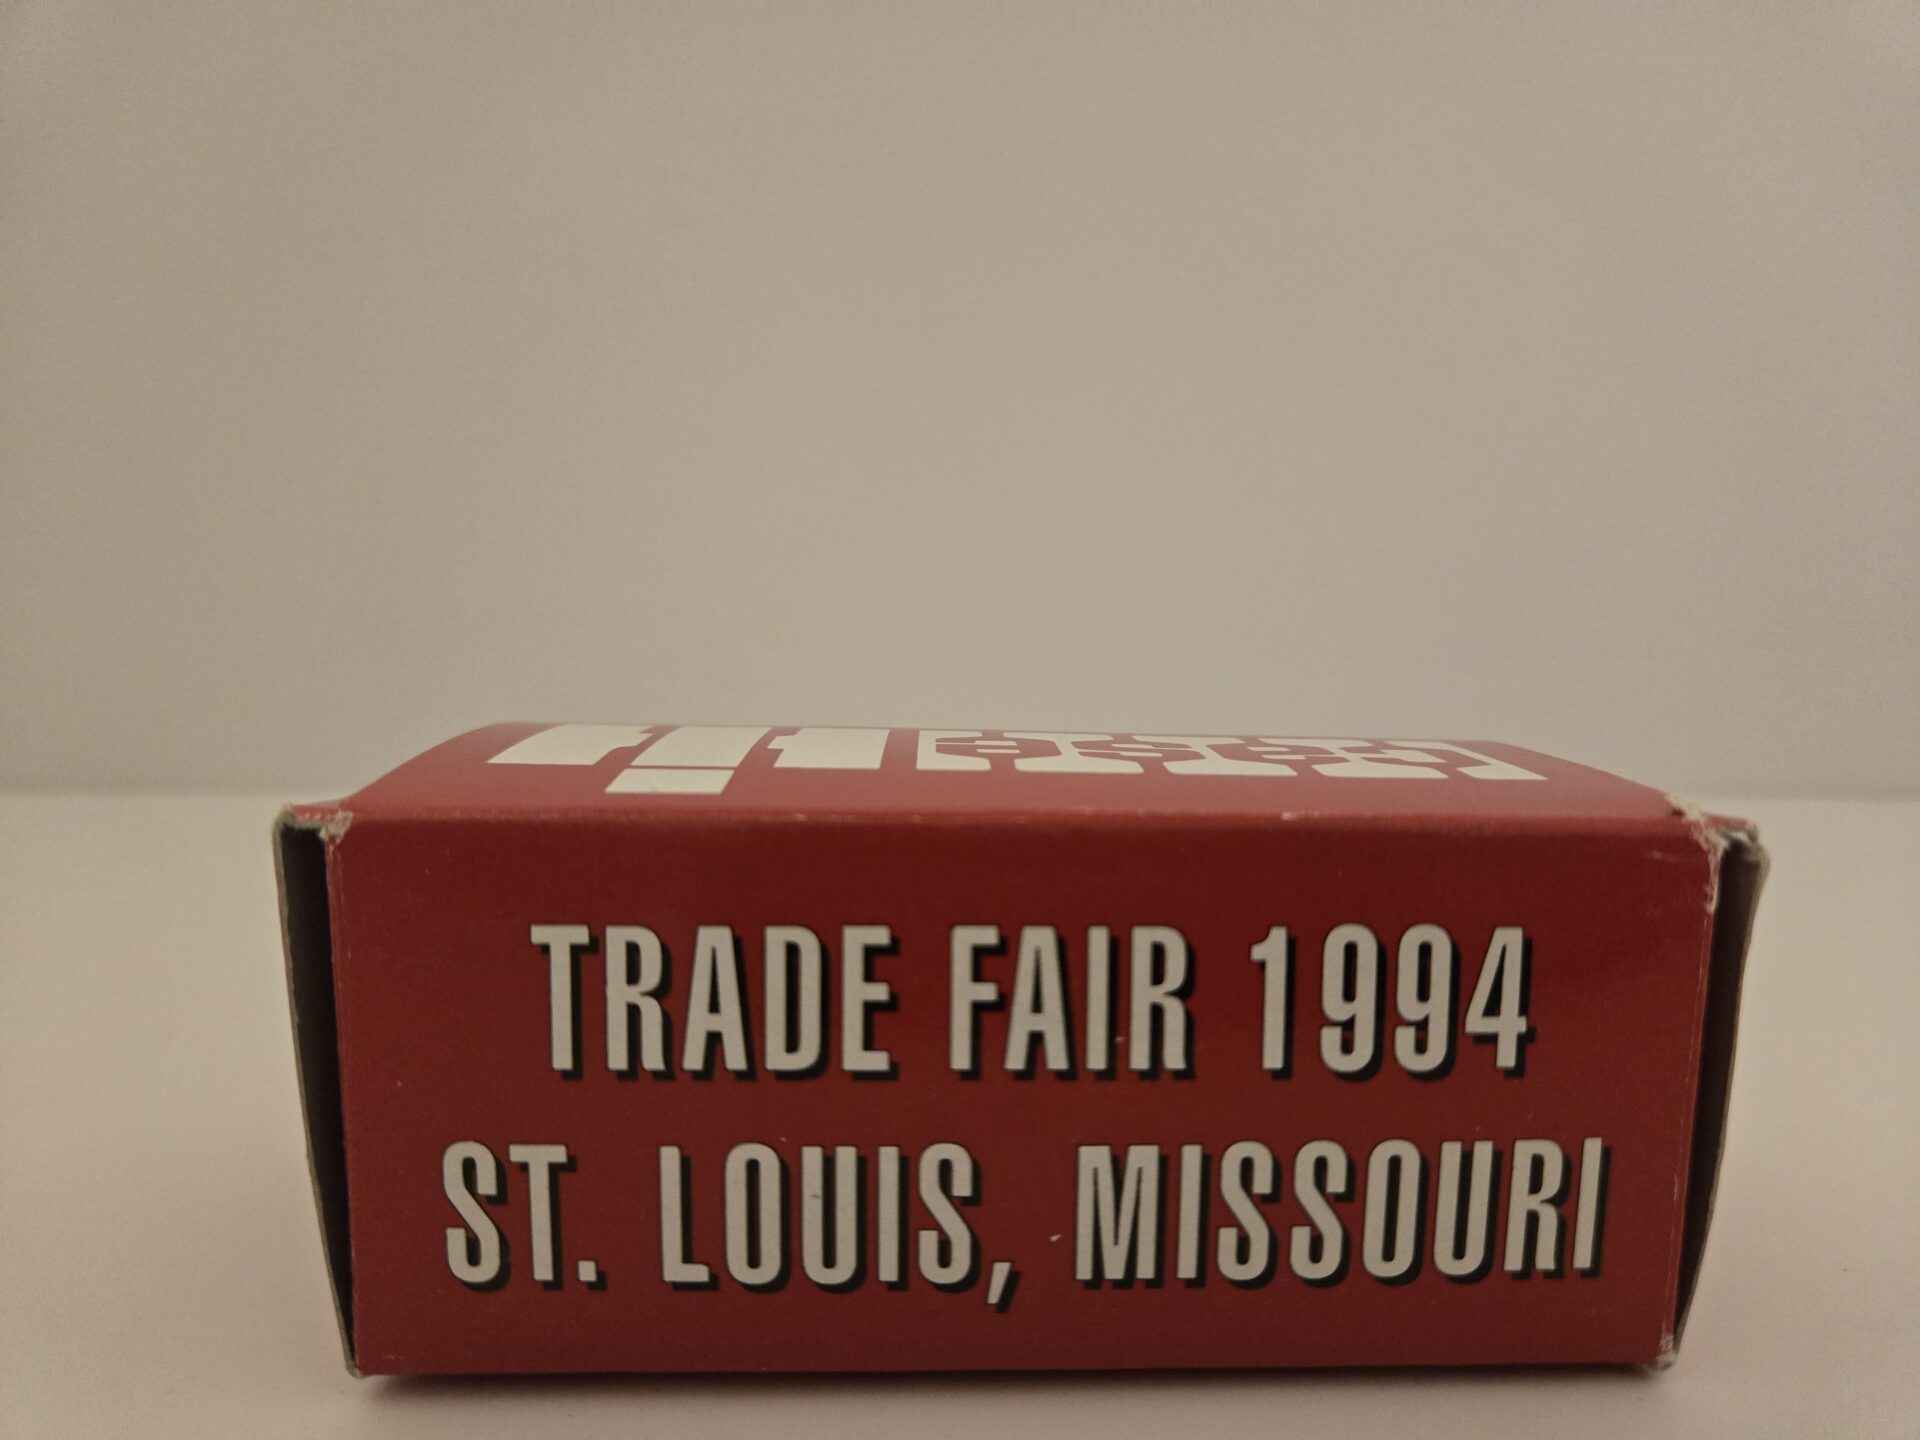 TRADE FAIR 1994
ST. LOUIS, MISSOURI